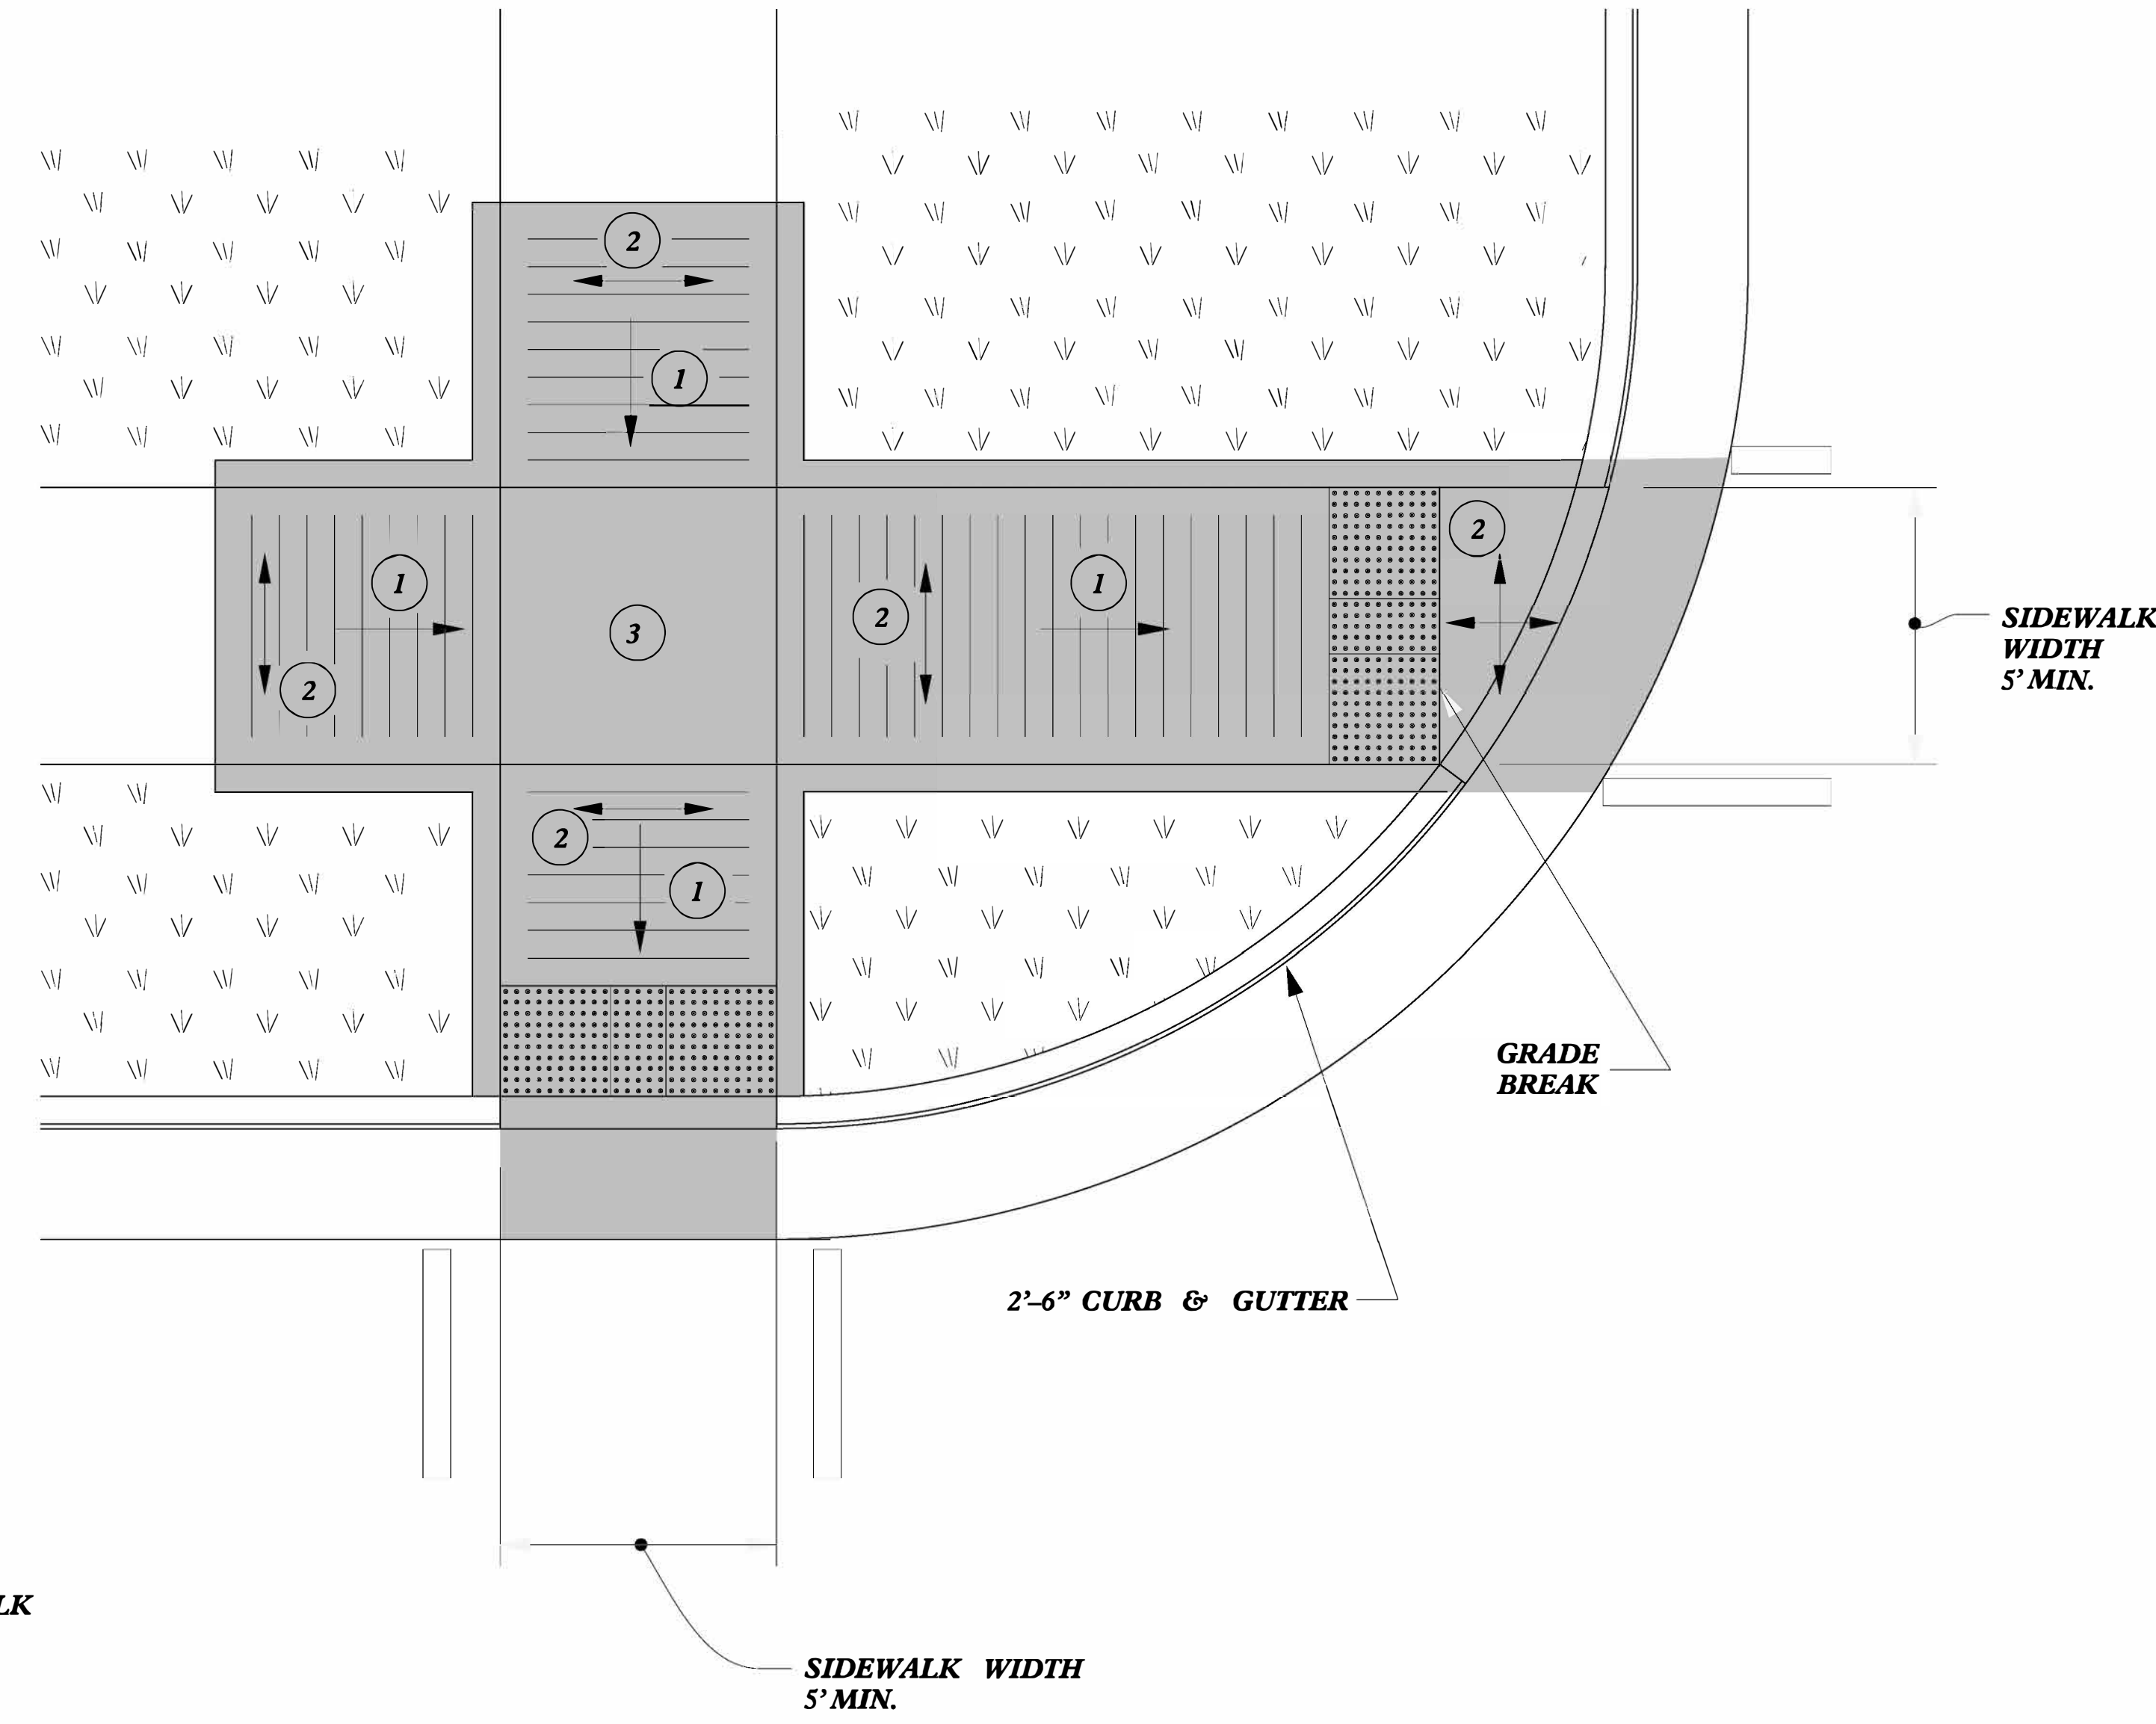 2
1
1
2
3
2
1
2
SIDEWALK
WIDTH
5' MIN.
2
1
GRADE
BREAK
2'–6" CURB & GUTTER
LK
SIDEWALK WIDTH
5' MIN.